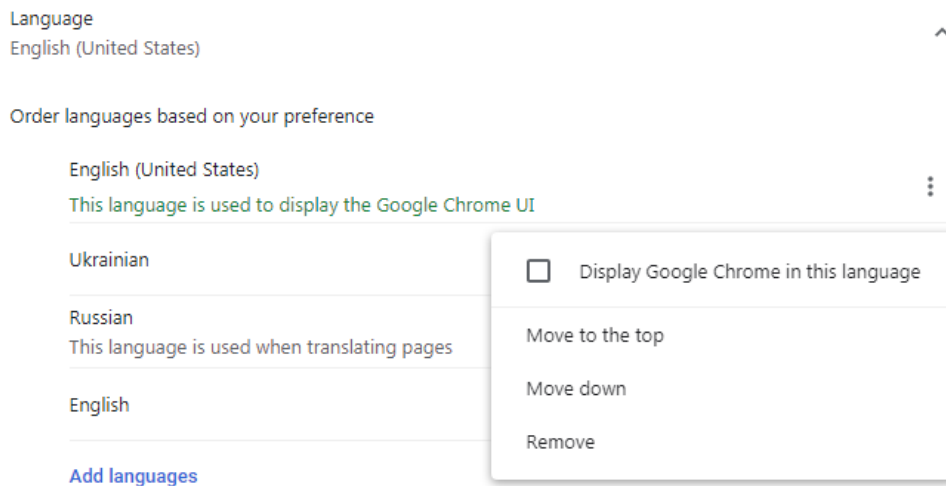 Language
English (United States)
Order languages based on your preference
English (United States)
This language is used to display the Google Chrome UI
Ukrainian
Russian
This language is used when translating pages
English
Add languages
Display Google Chrome in this language
Move to the top
Move down
Remove